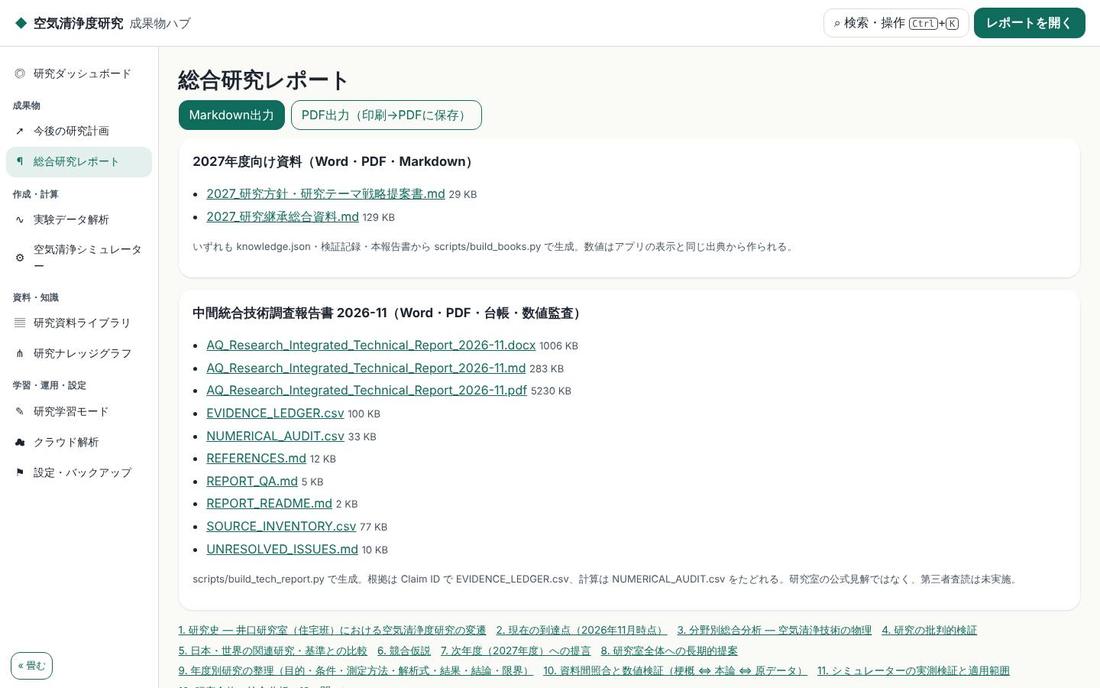 空気清浄度研究 成果物ハブ
検索・操作 Ctrl+K
レポートを開く
研究ダッシュボード
成果物
今後の研究計画
総合研究レポート
作成・計算
実験データ解析
空気清浄シミュレータ
ー
資料・知識
研究資料ライブラリ
研究ナレッジグラフ
学習・運用・設定
研究学習モード
クラウド解析
設定・バックアップ
« 畳む
総合研究レポート
Markdown出力
PDF出力（印刷→PDFに保存）
2027年度向け資料（Word・PDF・Markdown）
2027_研究方針・研究テーマ戦略提案書.md 29 KB
2027_研究継承総合資料.md 129 KB
いずれも knowledge.json・検証記録・本報告書から scripts/build_books.py で生成。数値はアプリの表示と同じ出典から作られる。
中間統合技術調査報告書 2026-11（Word・PDF・台帳・数値監査）
AQ_Research_Integrated_Technical_Report_2026-11.docx 1006 KB
AQ_Research_Integrated_Technical_Report_2026-11.md 283 KB
AQ_Research_Integrated_Technical_Report_2026-11.pdf 5230 KB
EVIDENCE_LEDGER.csv 100 KB
NUMERICAL_AUDIT.csv 33 KB
REFERENCES.md 12 KB
REPORT_QA.md 5 KB
REPORT_README.md 2 KB
SOURCE_INVENTORY.csv 77 KB
UNRESOLVED_ISSUES.md 10 KB
scripts/build_tech_report.py で生成。根拠は Claim ID で EVIDENCE_LEDGER.csv、計算は NUMERICAL_AUDIT.csv をたどれる。研究室の公式見解ではなく、第三者査読は未実施。
1. 研究史 — 井口研究室（住宅班）における空気清浄度研究の変遷 2. 現在の到達点（2026年11月時点） 3. 分野別総合分析 — 空気清浄技術の物理 4. 研究の批判的検証
5. 日本・世界の関連研究・基準との比較 6. 競合仮説 7. 次年度（2027年度）への提言 8. 研究室全体への長期的提案
9. 年度別研究の整理（目的・条件・測定方法・解析式・結果・結論・限界） 10. 資料間照合と数値検証（梗概 ⇔ 本論 ⇔ 原データ） 11. シミュレーターの実測検証と適用範囲